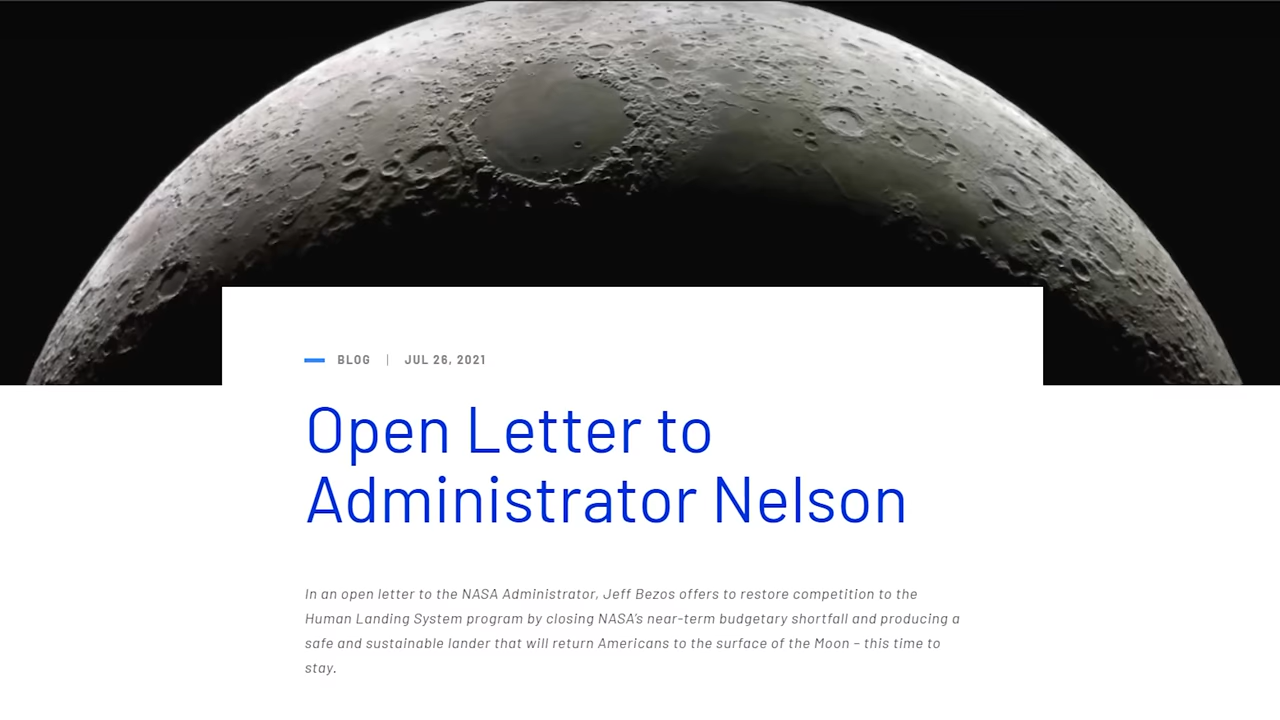 BLOG | JUL 26, 2021
Open Letter to
Administrator Nelson
In an open letter to the NASA Administrator, Jeff Bezos offers to restore competition to the
Human Landing System program by closing NASA's near-term budgetary shortfall and producing a
safe and sustainable lander that will return Americans to the surface of the Moon – this time to
stay.